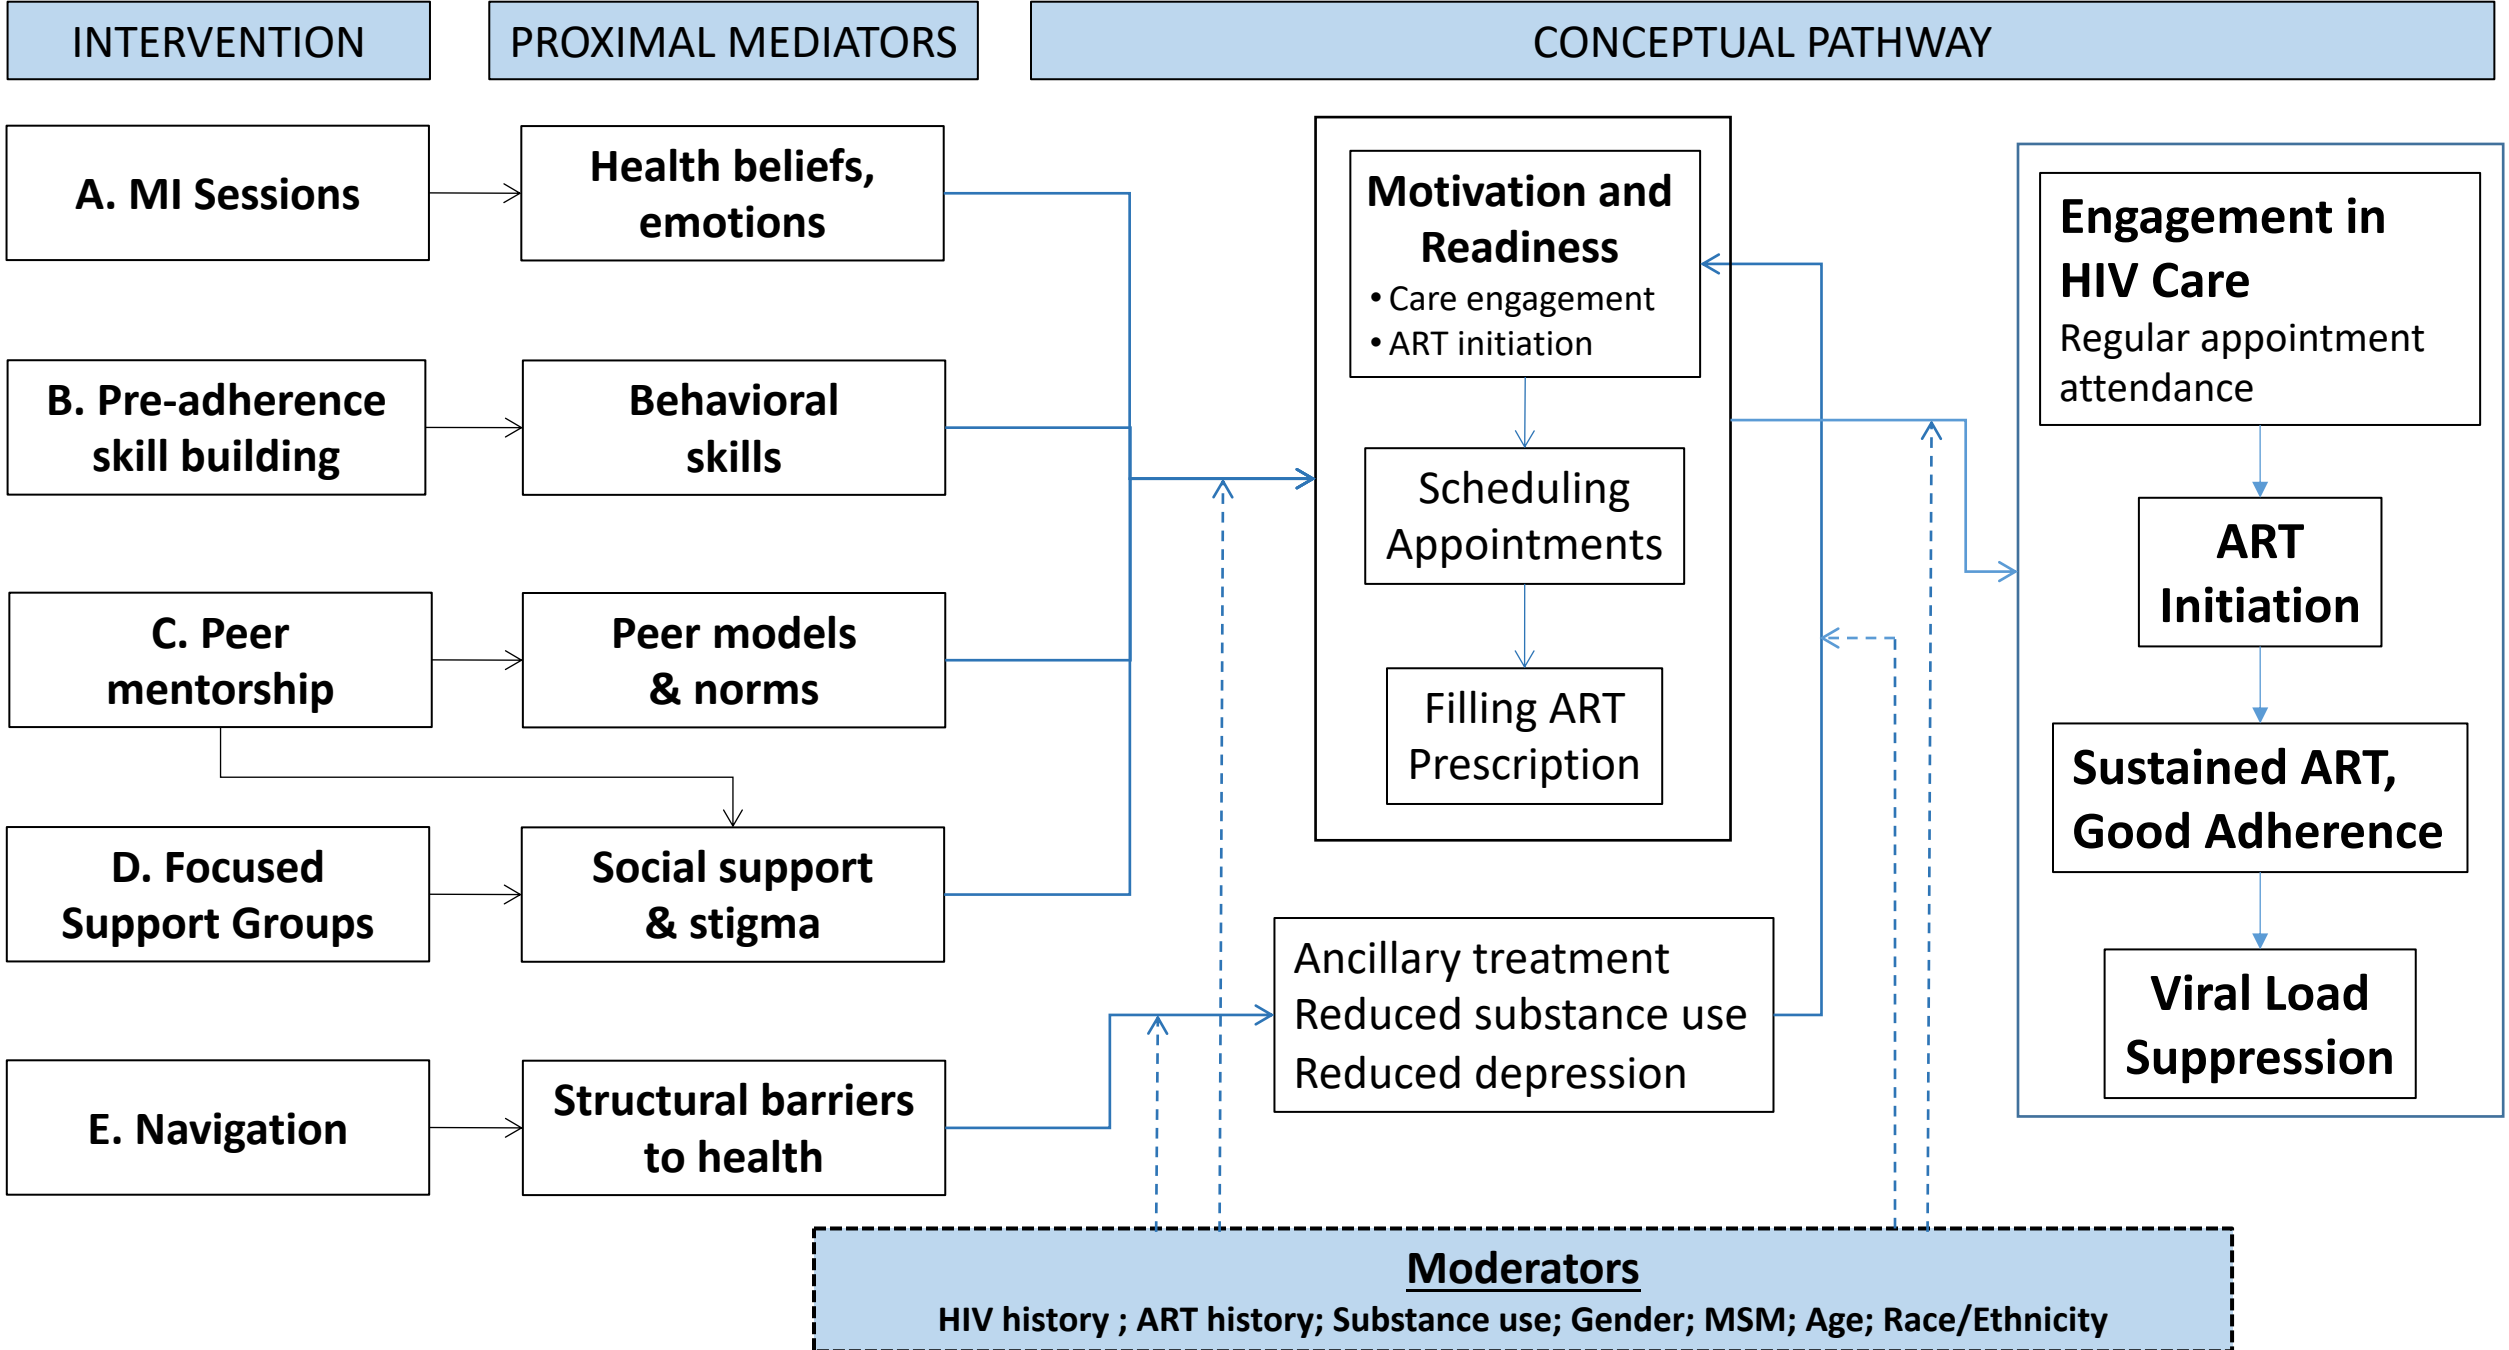 INTERVENTION
PROXIMAL MEDIATORS
CONCEPTUAL PATHWAY
A. MI Sessions
Health beliefs,
emotions
B. Pre-adherence
skill building
Behavioral
skills
C. Peer
mentorship
Peer models
& norms
D. Focused
Support Groups
Social support
& stigma
E. Navigation
Structural barriers
to health
Motivation and
Readiness
• Care engagement
• ART initiation
Scheduling
Appointments
Filling ART
Prescription
Ancillary treatment
Reduced substance use
Reduced depression
Engagement in
HIV Care
Regular appointment
attendance
ART
Initiation
Sustained ART,
Good Adherence
Viral Load
Suppression
Moderators
HIV history ; ART history; Substance use; Gender; MSM; Age; Race/Ethnicity